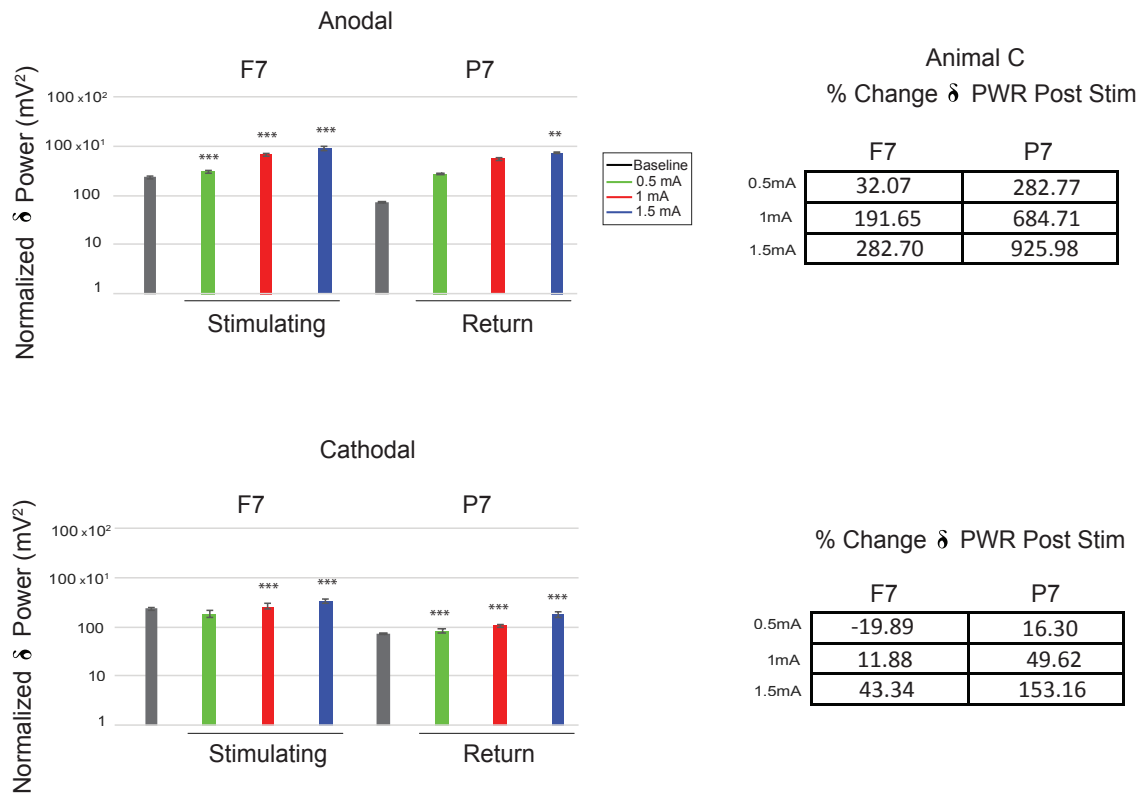 Anodal
F7 P7
Normalized δ Power (mV²)
100 x10²
100 x10¹
100
10
1
*** *** *** **
Stimulating Return
Baseline
0.5 mA
1 mA
1.5 mA
Animal C
% Change δ PWR Post Stim
F7 P7
0.5mA 32.07 282.77
1mA 191.65 684.71
1.5mA 282.70 925.98
Cathodal
F7 P7
Normalized δ Power (mV²)
100 x10²
100 x10¹
100
10
1
*** *** *** *** ***
Stimulating Return
% Change δ PWR Post Stim
F7 P7
0.5mA -19.89 16.30
1mA 11.88 49.62
1.5mA 43.34 153.16